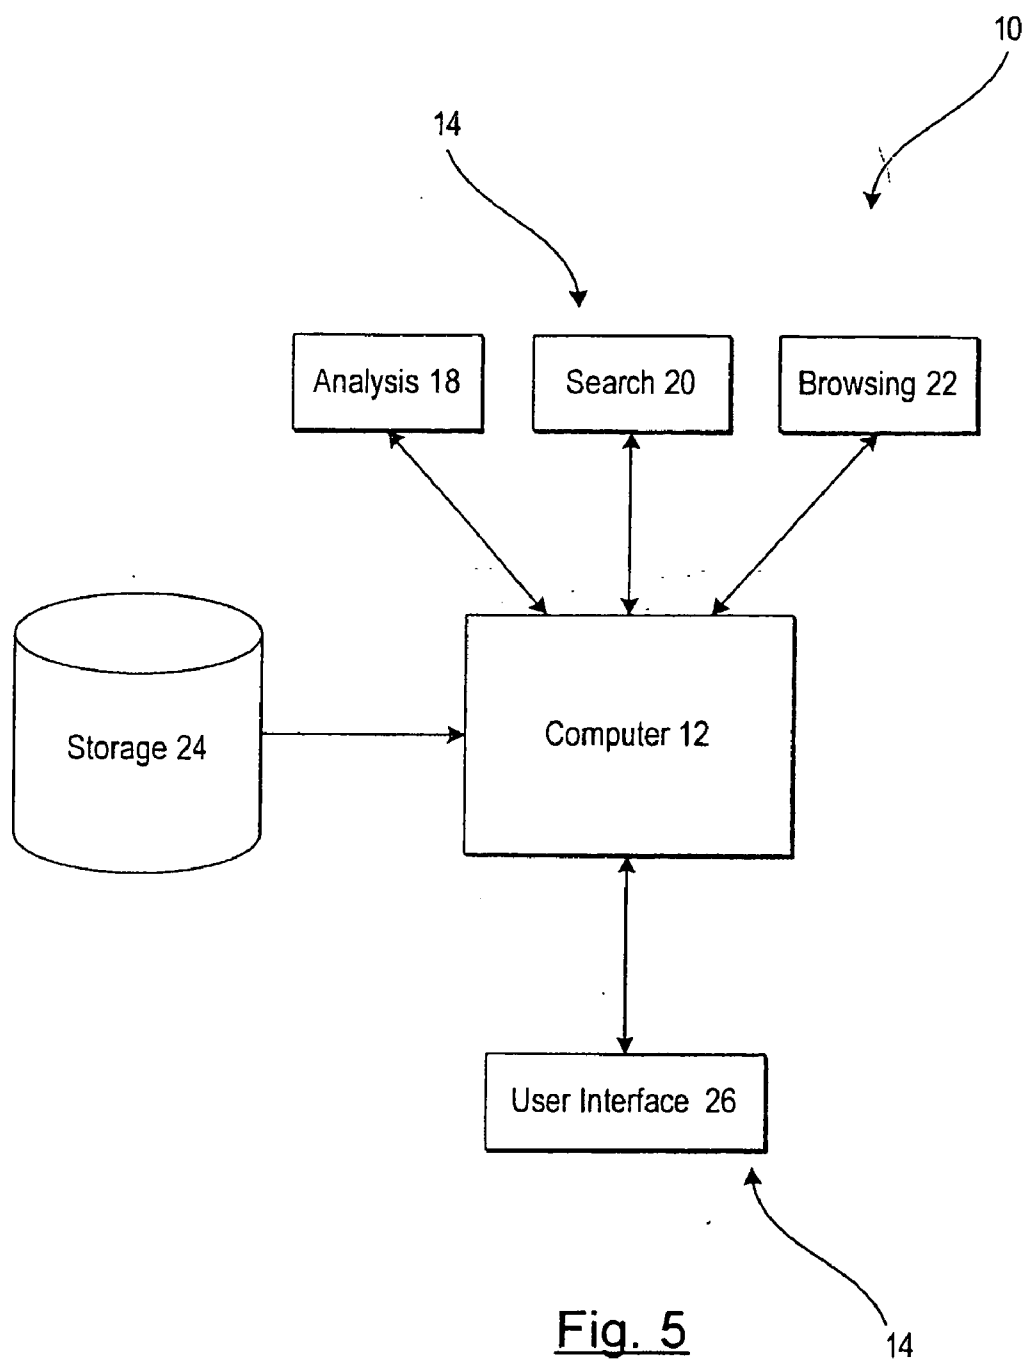 10
14
Analysis 18
Search 20
Browsing 22
Storage 24
Computer 12
User Interface 26
Fig. 5
14